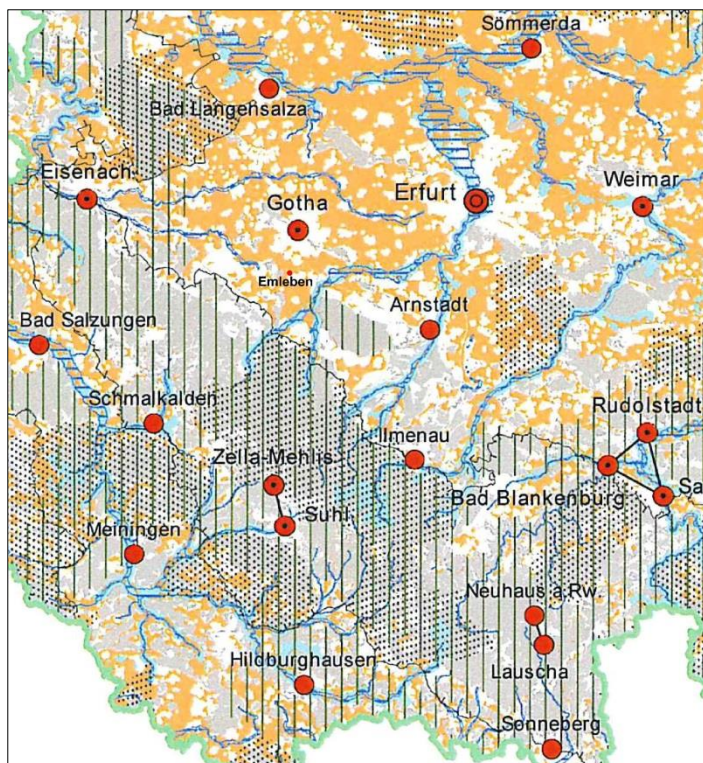 Sömmerda
Bad Langensalza
Eisenach
Gotha
Erfurt
Weimar
Emleben
Arnstadt
Bad Salzungen
Schmalkalden
Rudolstadt
Ilmenau
Zella-Mehlis
Bad Blankenburg
Sa
Suhl
Meiningen
Neuhaus a.Rw.
Hildburghausen
Lauscha
Sonneberg